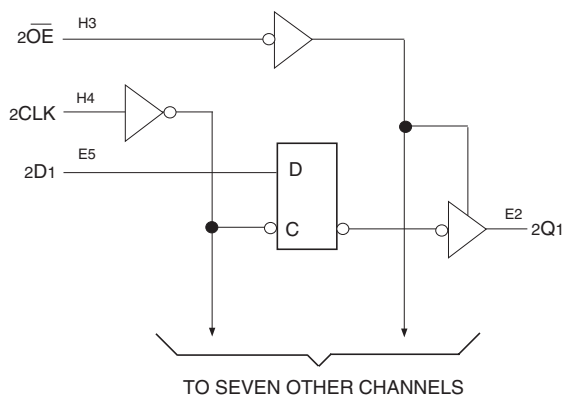 2OE H3
2CLK H4
2D1 E5
D
C
E2 2Q1
TO SEVEN OTHER CHANNELS